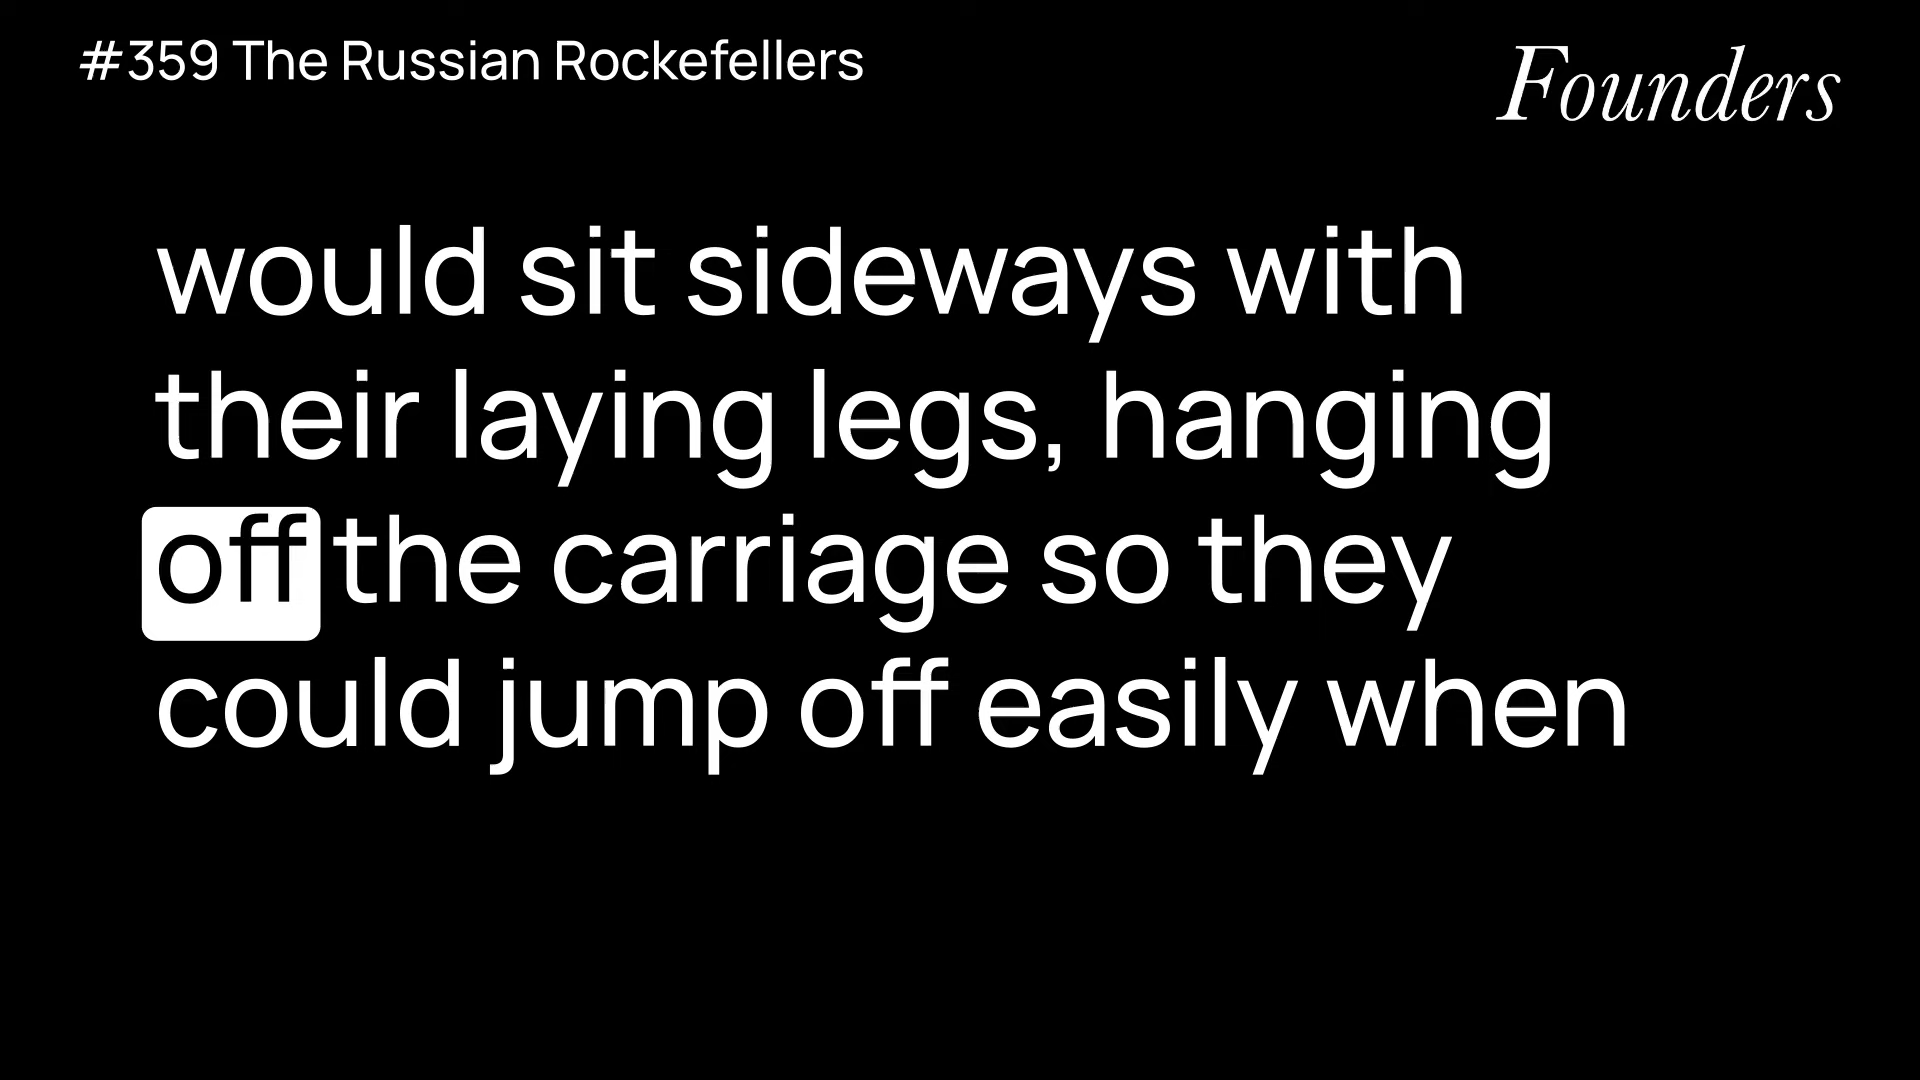 #359 The Russian Rockefellers
Founders
would sit sideways with
their laying legs, hanging
off the carriage so they
could jump off easily when